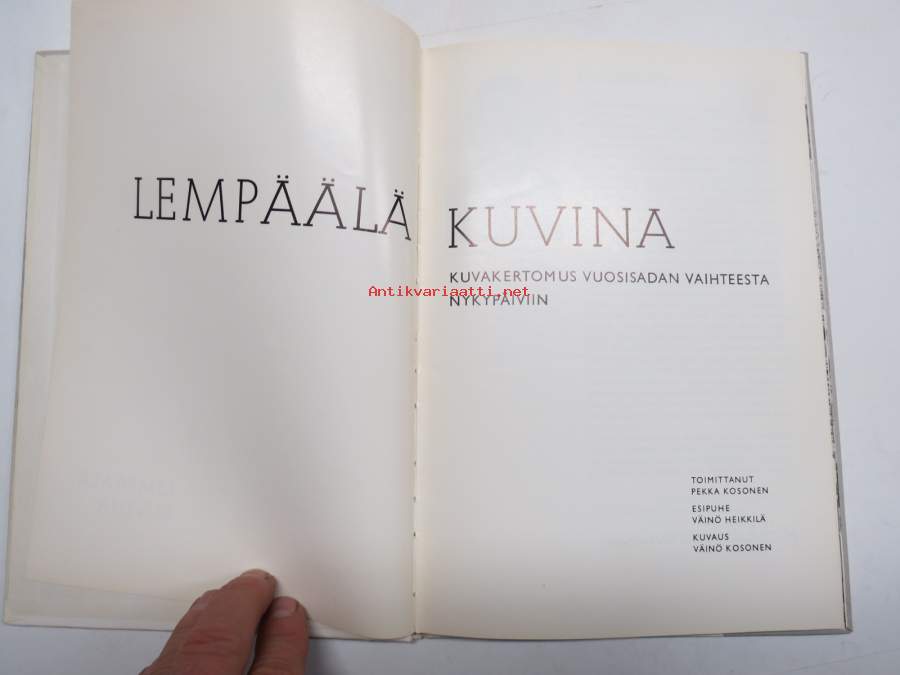 LEMPÄÄLÄ KUVINA
KUVAKERTOMUS VUOSISADAN VAIHTEESTA
Antikvariaatti.net
NYKYPÄIVIIN
TOIMITTANUT
PEKKA KOSONEN
ESIPUHE
VÄINÖ HEIKKILÄ
KUVAUS
VÄINÖ KOSONEN